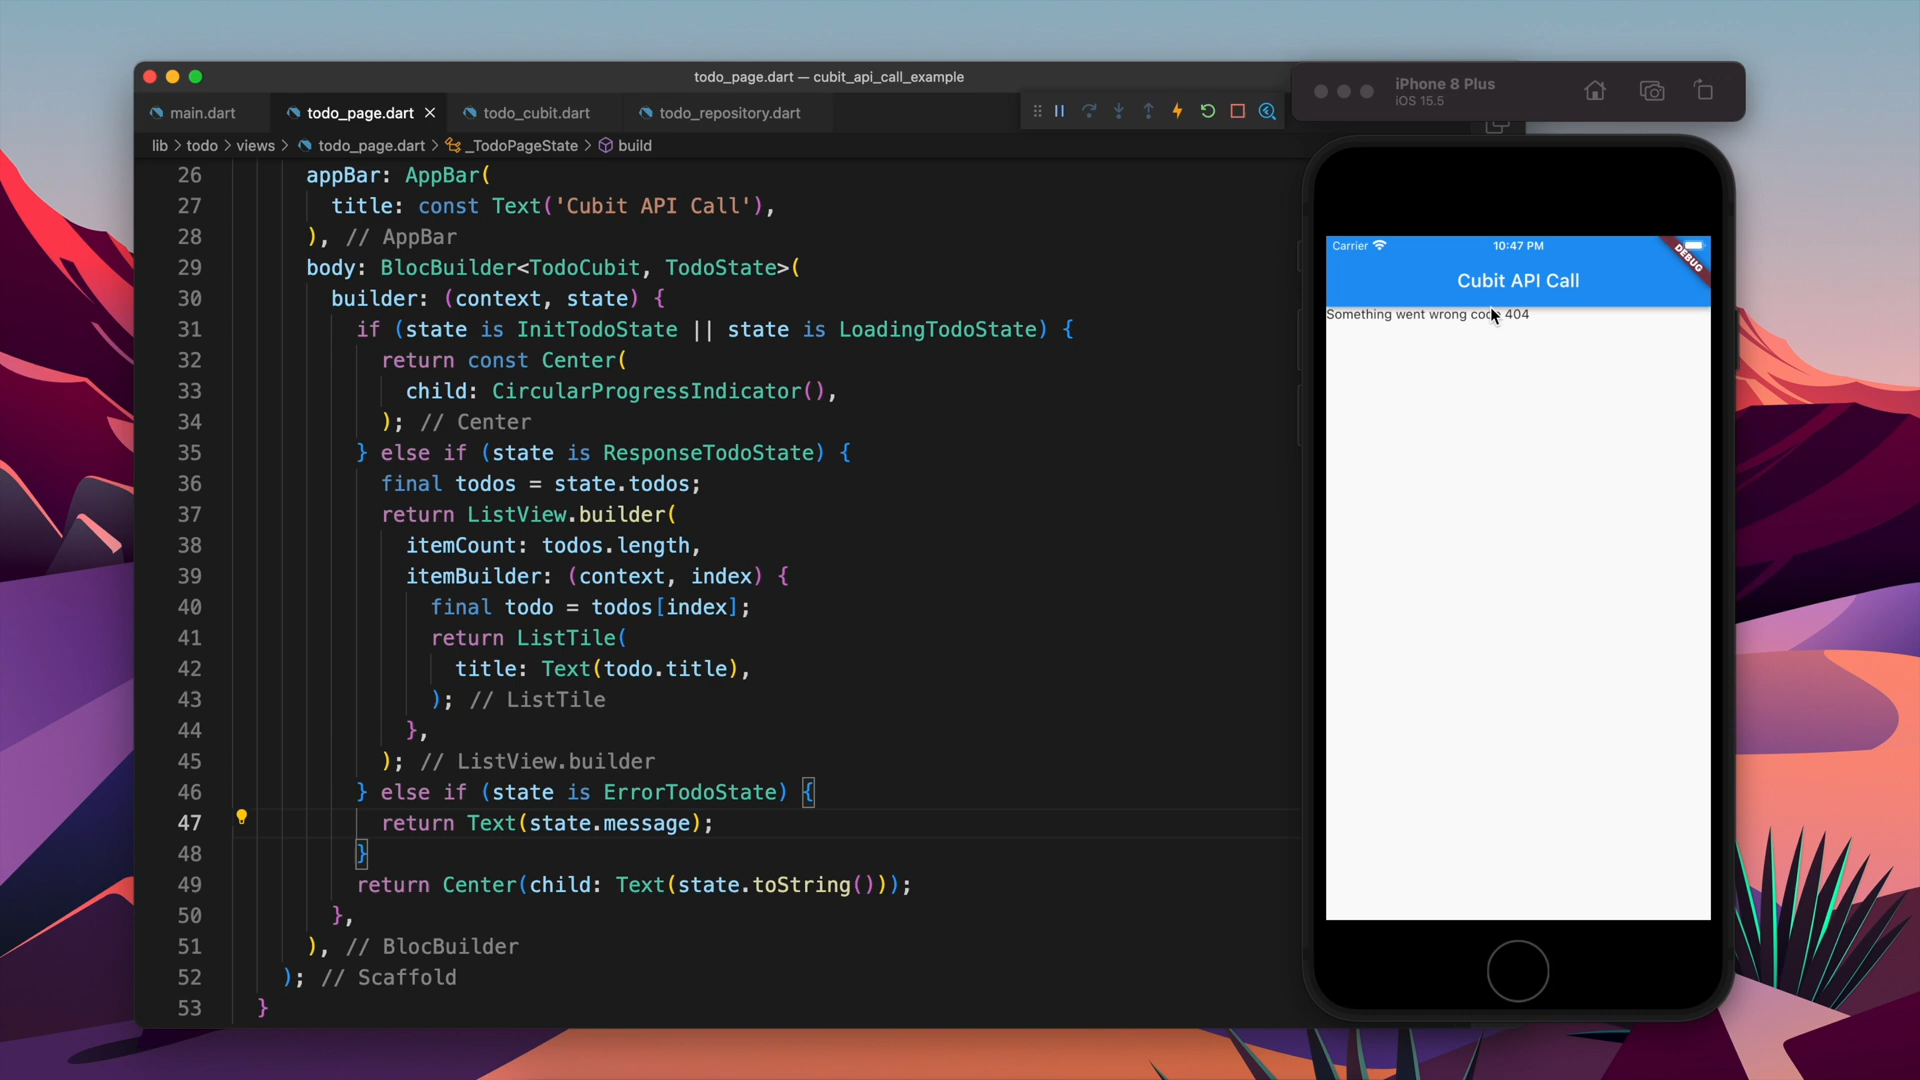 todo_page.dart — cubit_api_call_example
main.dart
todo_page.dart
todo_cubit.dart
todo_repository.dart
lib > todo > views > todo_page.dart > _TodoPageState > build
26 appBar: AppBar(
27 title: const Text('Cubit API Call'),
28 ), // AppBar
29 body: BlocBuilder<TodoCubit, TodoState>(
30 builder: (context, state) {
31 if (state is InitTodoState || state is LoadingTodoState) {
32 return const Center(
33 child: CircularProgressIndicator(),
34 ); // Center
35 } else if (state is ResponseTodoState) {
36 final todos = state.todos;
37 return ListView.builder(
38 itemCount: todos.length,
39 itemBuilder: (context, index) {
40 final todo = todos[index];
41 return ListTile(
42 title: Text(todo.title),
43 ); // ListTile
44 },
45 ); // ListView.builder
46 } else if (state is ErrorTodoState) {
47 return Text(state.message);
48 }
49 return Center(child: Text(state.toString()));
50 },
51 ), // BlocBuilder
52 ); // Scaffold
53 }
iPhone 8 Plus
iOS 15.5
Carrier
10:47 PM
DEBUG
Cubit API Call
Something went wrong code 404